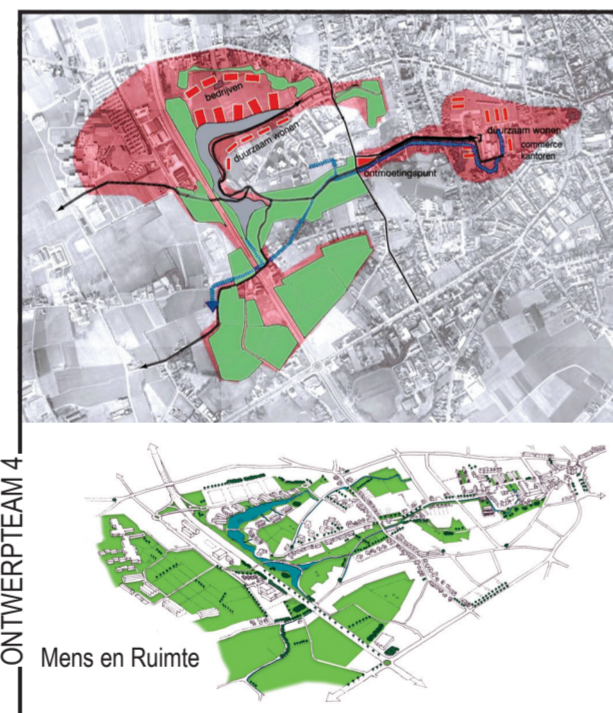 bedrijven
duurzaam wonen
duurzaam wonen
commerce
kantoren
ontmoetingspunt
ONTWERPTEAM 4
Mens en Ruimte